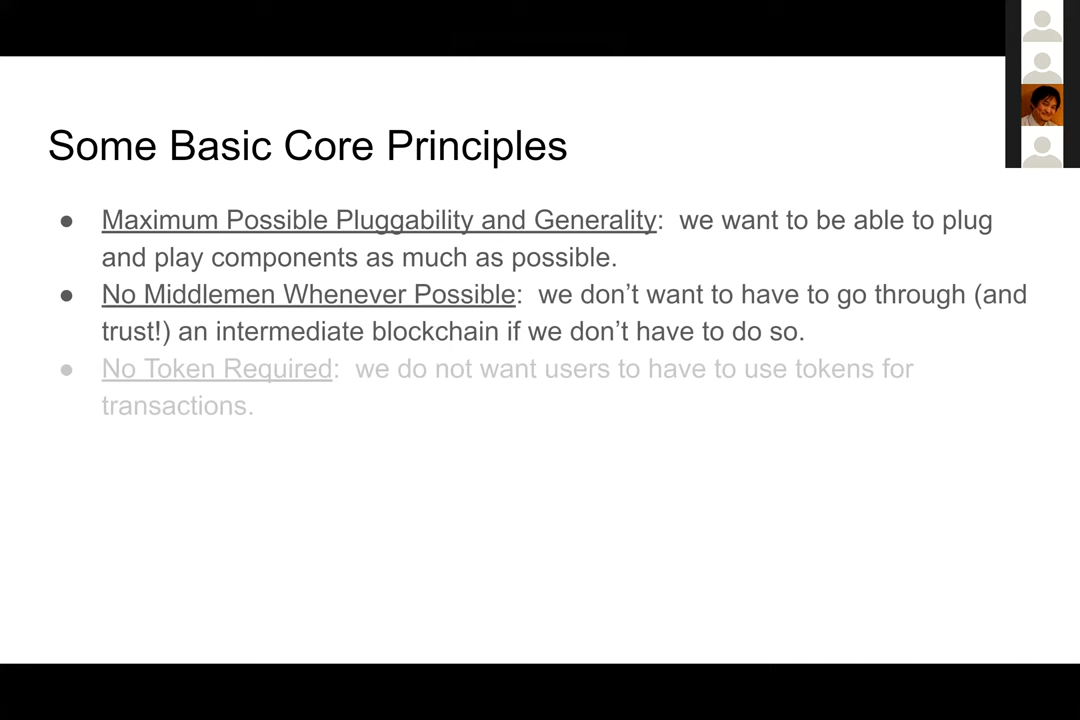 Some Basic Core Principles
● Maximum Possible Pluggability and Generality:  we want to be able to plug
and play components as much as possible.
● No Middlemen Whenever Possible:  we don’t want to have to go through (and
trust!) an intermediate blockchain if we don’t have to do so.
● No Token Required:  we do not want users to have to use tokens for
transactions.